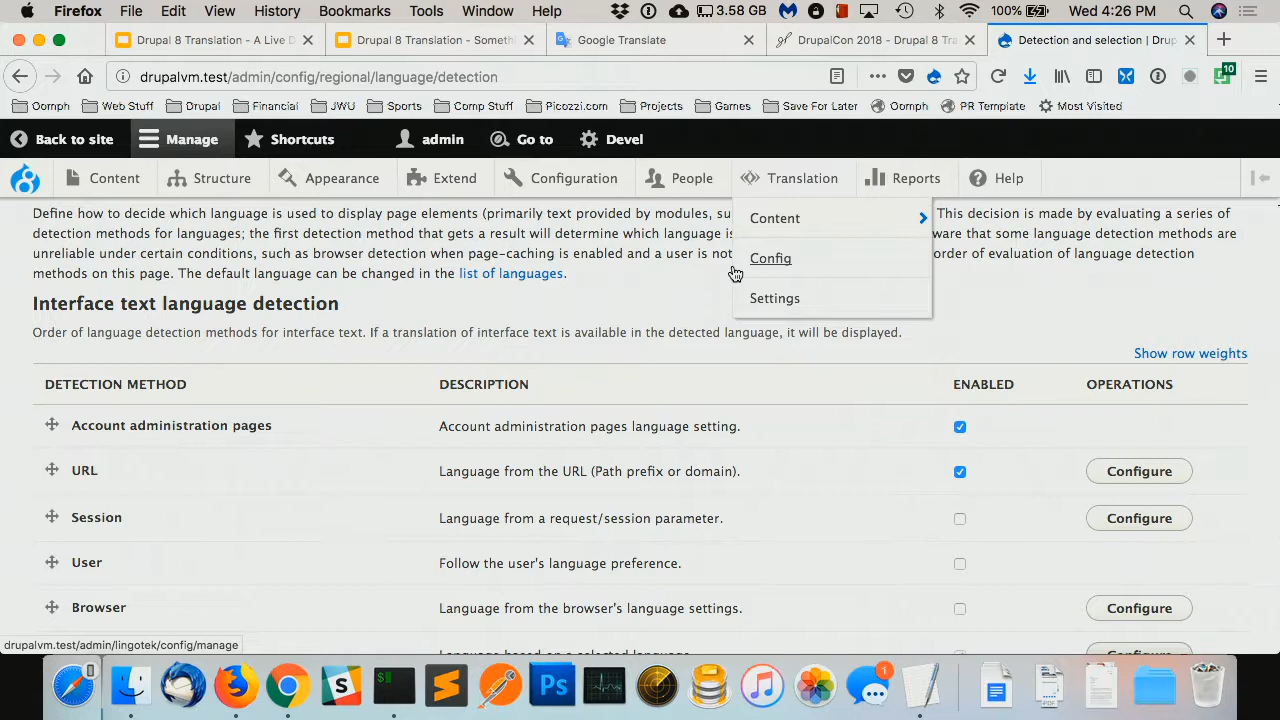 Firefox File Edit View History Bookmarks Tools Window Help 3.58 GB 100% Wed 4:26 PM
Drupal 8 Translation - A Live D
Drupal 8 Translation - Someth
Google Translate
DrupalCon 2018 - Drupal 8 Tra
Detection and selection | Drup
drupalvm.test/admin/config/regional/language/detection
10
Oomph Web Stuff Drupal Financial JWU Sports Comp Stuff Picozzi.com Projects Games Save For Later Oomph PR Template Most Visited
Back to site Manage Shortcuts admin Go to Devel
Content Structure Appearance Extend Configuration People Translation Reports Help
Content
Config
Settings
Define how to decide which language is used to display page elements (primarily text provided by modules, su This decision is made by evaluating a series
of detection methods for languages; the first detection method that gets a result will determine which language is ware that some language detection methods are
unreliable under certain conditions, such as browser detection when page-caching is enabled and a user is not order of evaluation of language detection
methods on this page. The default language can be changed in the list of languages.
Interface text language detection
Order of language detection methods for interface text. If a translation of interface text is available in the detected language, it will be displayed.
Show row weights
DETECTION METHOD DESCRIPTION ENABLED OPERATIONS
Account administration pages Account administration pages language setting.
URL Language from the URL (Path prefix or domain). Configure
Session Language from a request/session parameter. Configure
User Follow the user's language preference.
Browser Language from the browser's language settings. Configure
drupalvm.test/admin/lingotek/config/manage
Ps
1